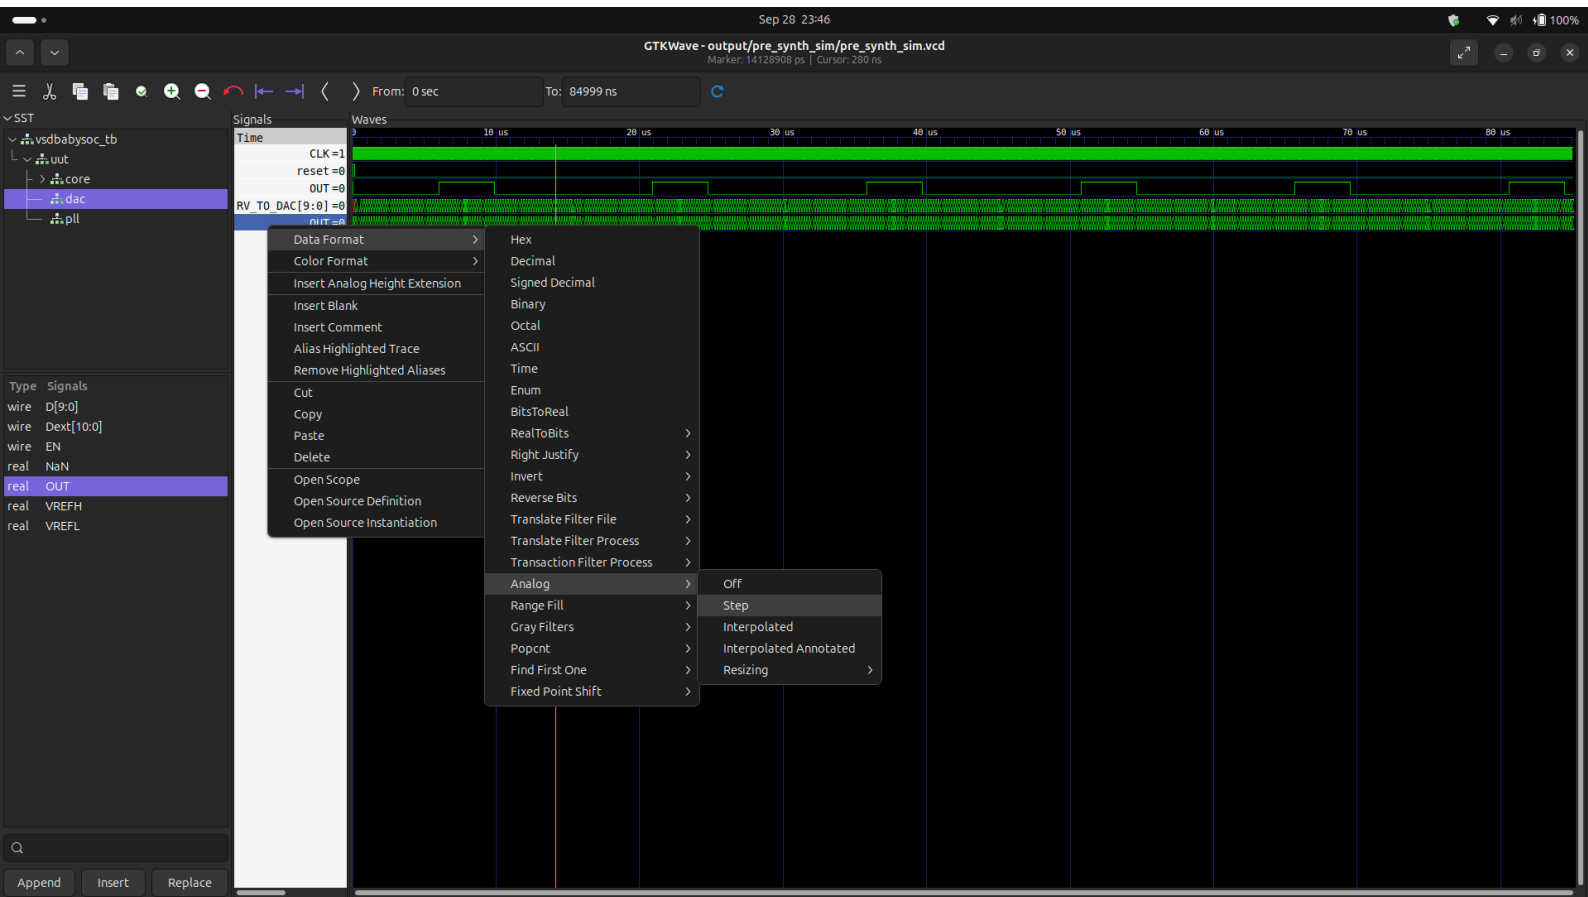 Sep 28 23:46
100%
GTKWave - output/pre_synth_sim/pre_synth_sim.vcd
Marker: 14128908 ps | Cursor: 280 ns
From: 0 sec
To: 84999 ns
SST
vsdbabysoc_tb
uut
core
dac
pll
Type Signals
wire D[9:0]
wire Dext[10:0]
wire EN
real NaN
real OUT
real VREFH
real VREFL
Append Insert Replace
Signals
Time
CLK=1
reset=0
OUT=0
RV_TO_DAC[9:0]=0
OUT=0
Waves
0 10 us 20 us 30 us 40 us 50 us 60 us 70 us 80 us
Data Format
Color Format
Insert Analog Height Extension
Insert Blank
Insert Comment
Alias Highlighted Trace
Remove Highlighted Aliases
Cut
Copy
Paste
Delete
Open Scope
Open Source Definition
Open Source Instantiation
Hex
Decimal
Signed Decimal
Binary
Octal
ASCII
Time
Enum
BitsToReal
RealToBits
Right Justify
Invert
Reverse Bits
Translate Filter File
Translate Filter Process
Transaction Filter Process
Analog
Range Fill
Gray Filters
Popcnt
Find First One
Fixed Point Shift
Off
Step
Interpolated
Interpolated Annotated
Resizing